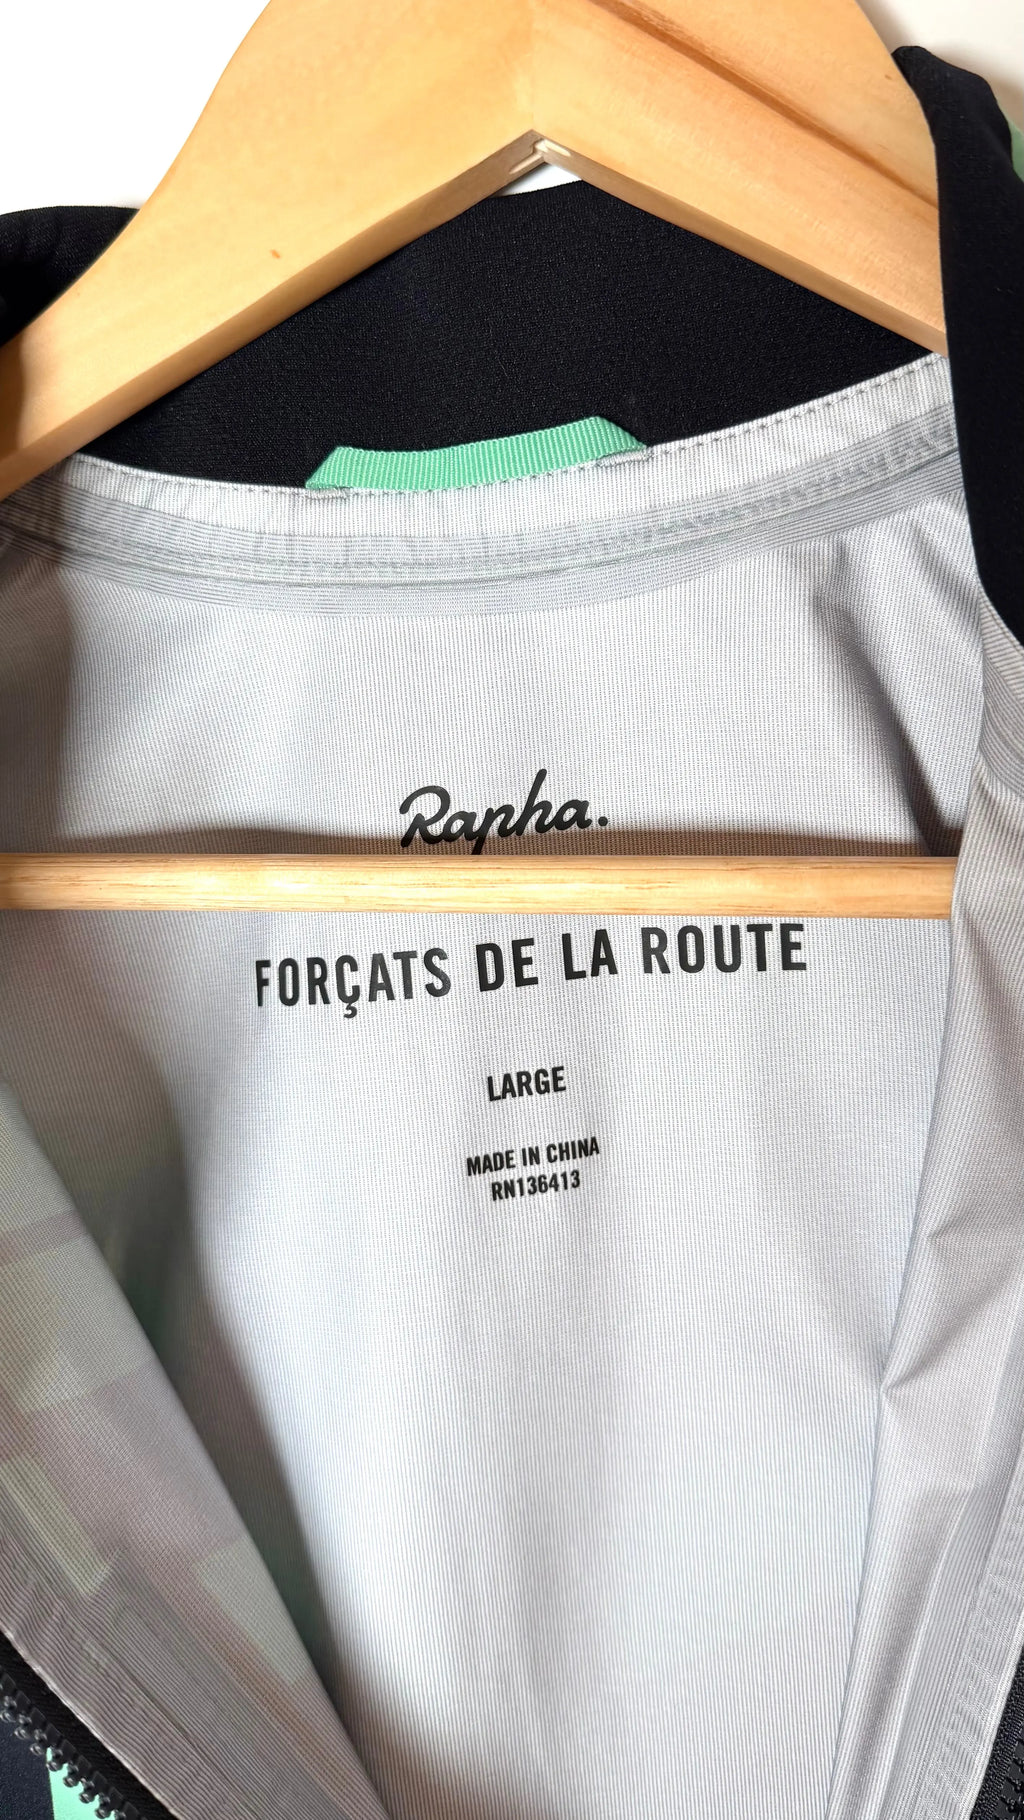 Rapha.
FORÇATS DE LA ROUTE
LARGE
MADE IN CHINA
RN136413